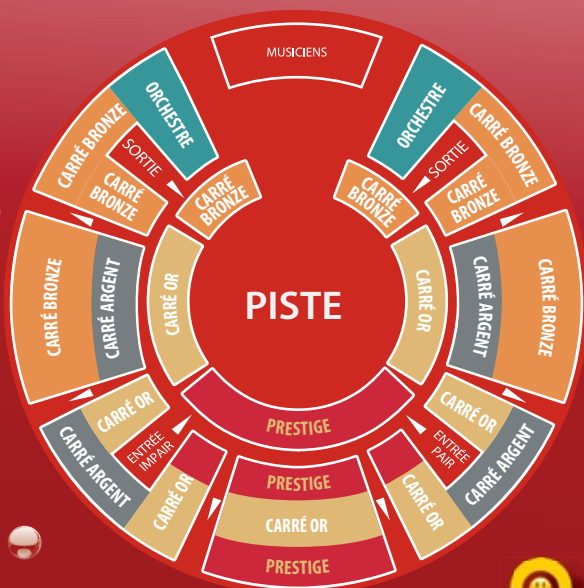 MUSICIENS
ORCHESTRE
ORCHESTRE
CARRÉ BRONZE
CARRÉ BRONZE
SORTIE
SORTIE
CARRÉ
BRONZE
CARRÉ
BRONZE
CARRÉ
BRONZE
CARRÉ
BRONZE
CARRÉ BRONZE
CARRÉ ARGENT
CARRÉ OR
PISTE
CARRÉ OR
CARRÉ ARGENT
CARRÉ BRONZE
CARRÉ OR
CARRÉ OR
PRESTIGE
CARRÉ ARGENT
ENTRÉE
IMPAIR
ENTRÉE
PAIR
CARRÉ ARGENT
CARRÉ OR
PRESTIGE
CARRÉ OR
PRESTIGE
CARRÉ OR